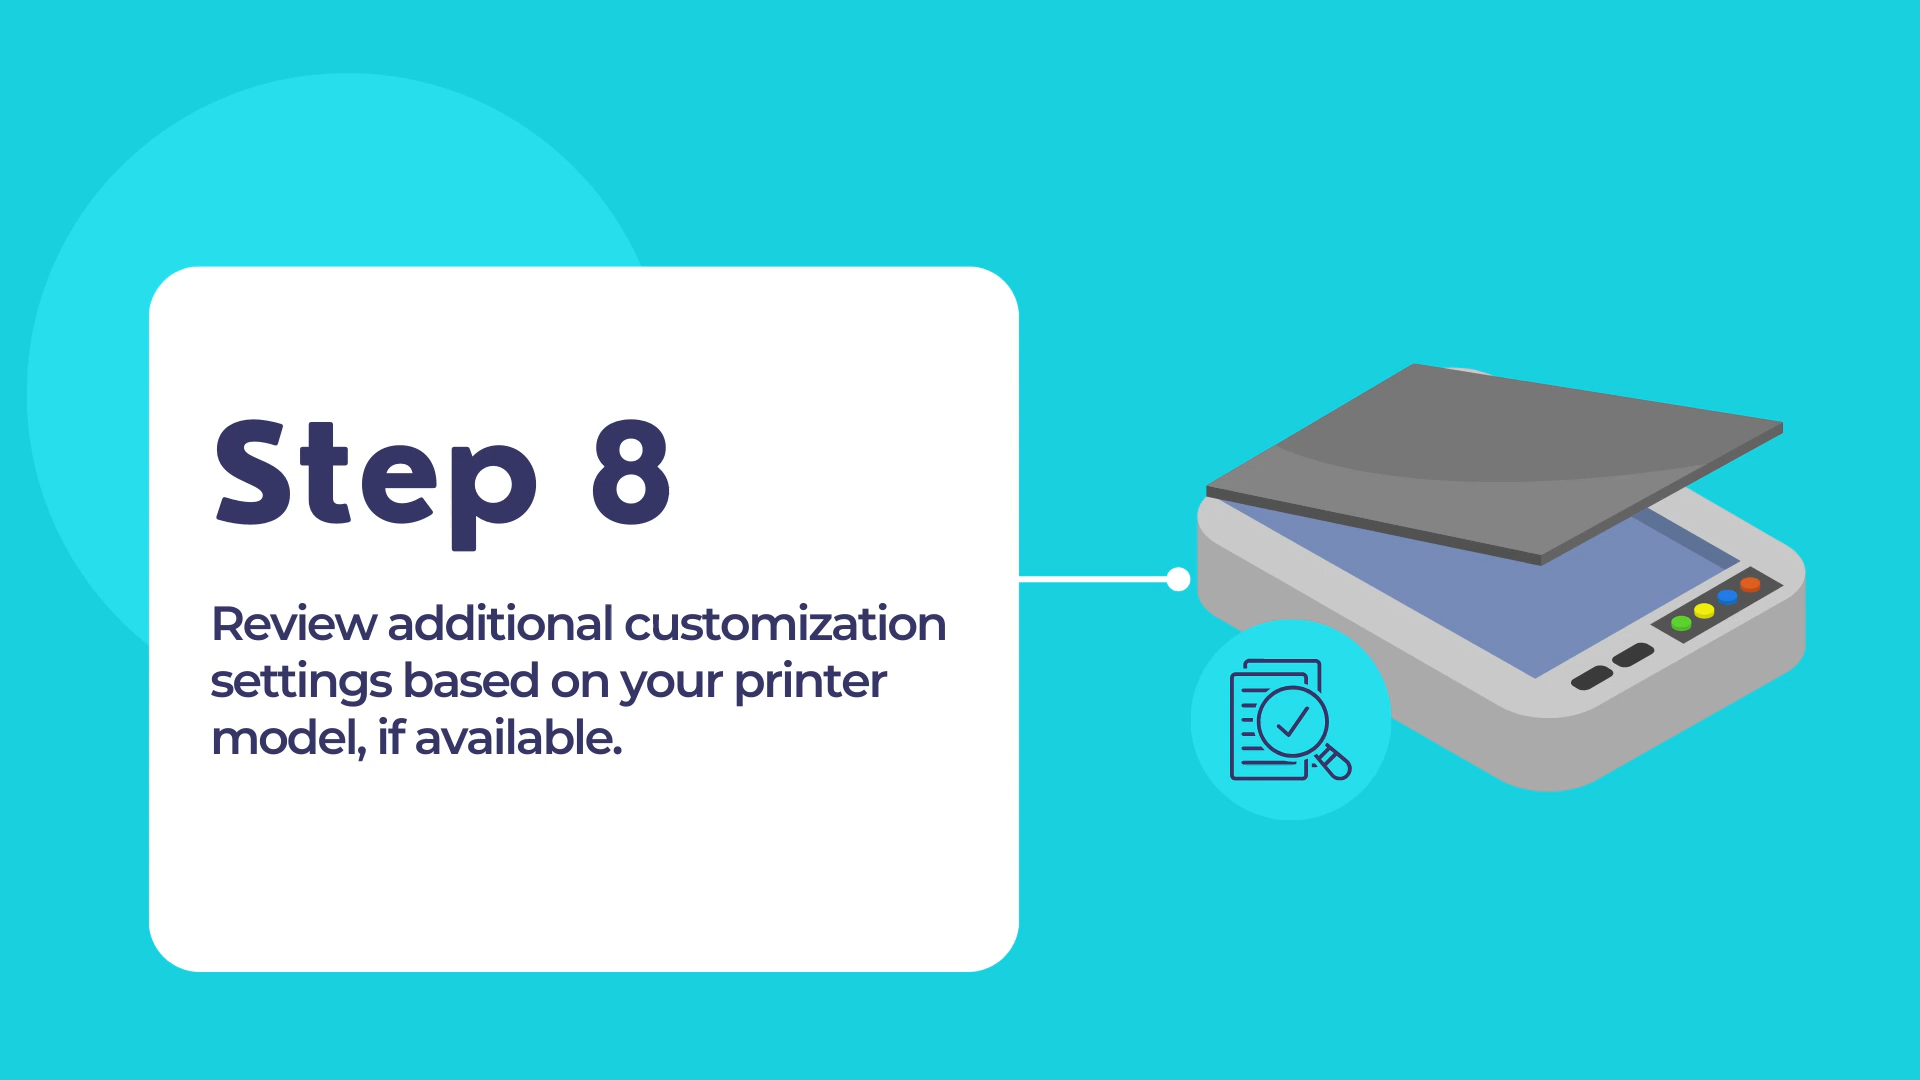 Step 8
Review additional customization
settings based on your printer
model, if available.